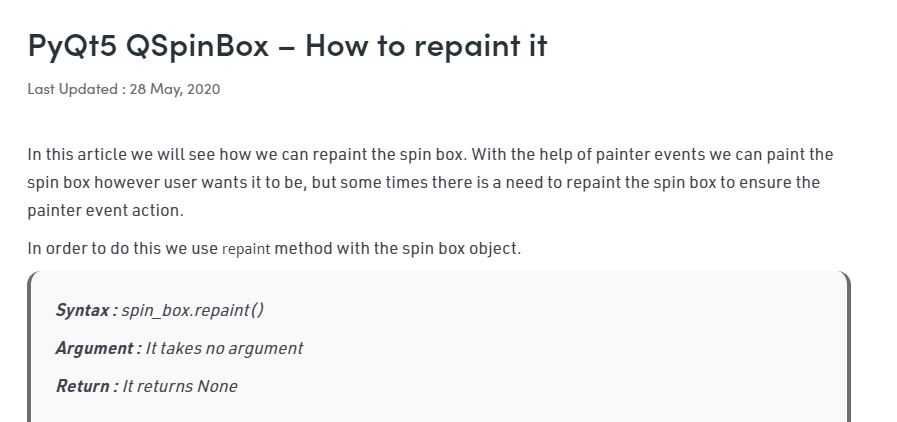 PyQt5 QSpinBox – How to repaint it
Last Updated : 28 May, 2020
In this article we will see how we can repaint the spin box. With the help of painter events we can paint the
spin box however user wants it to be, but some times there is a need to repaint the spin box to ensure the
painter event action.
In order to do this we use repaint method with the spin box object.
Syntax : spin_box.repaint()
Argument : It takes no argument
Return : It returns None